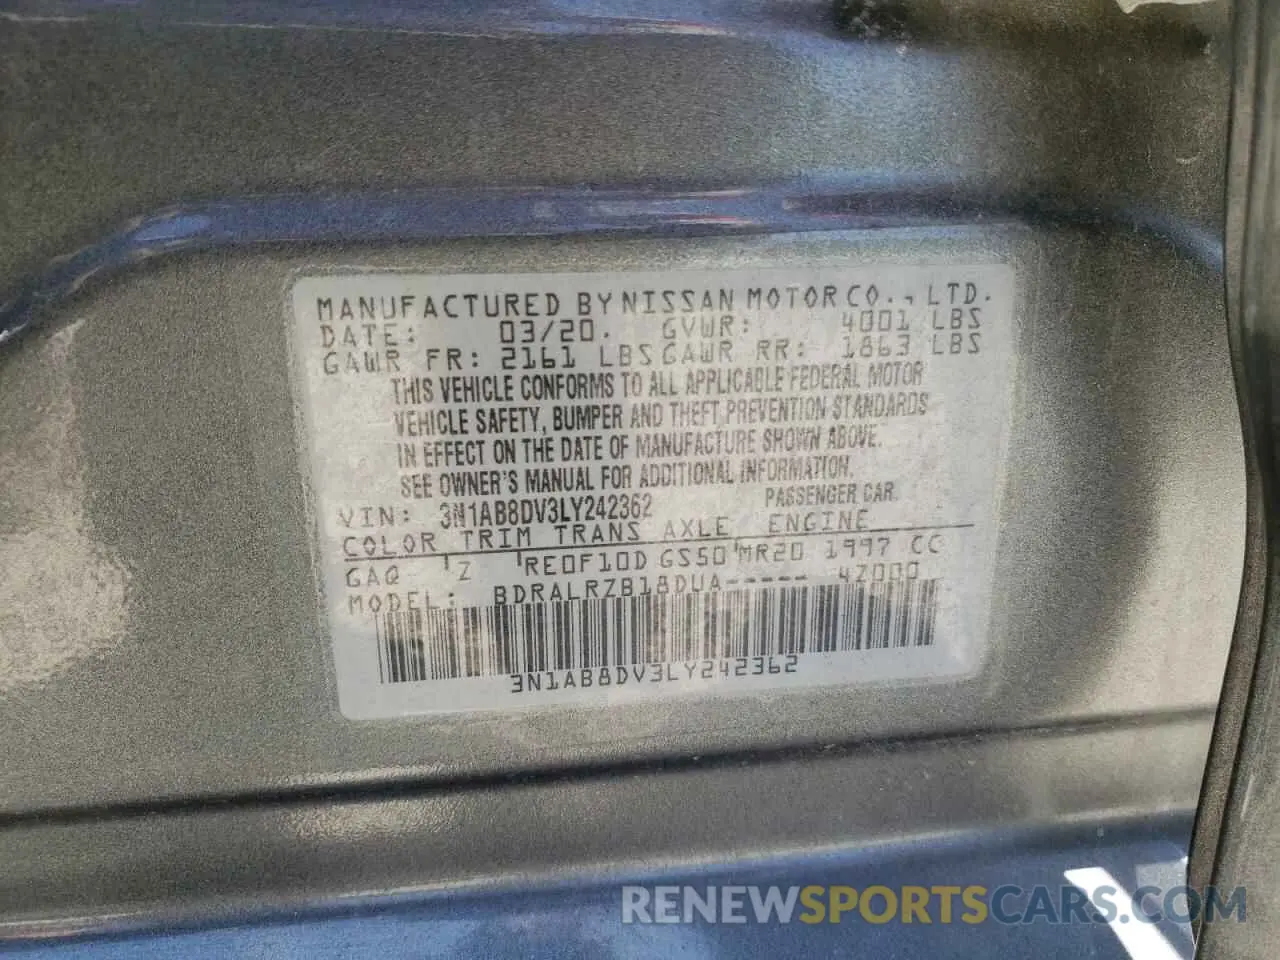 MANUFACTURED BY NISSAN MOTOR CO., LTD.
DATE: 03/20. GVWR: 4001 LBS
GAWR FR: 2161 LBS GAWR RR: 1863 LBS
THIS VEHICLE CONFORMS TO ALL APPLICABLE FEDERAL MOTOR
VEHICLE SAFETY, BUMPER AND THEFT PREVENTION STANDARDS
IN EFFECT ON THE DATE OF MANUFACTURE SHOWN ABOVE.
SEE OWNER'S MANUAL FOR ADDITIONAL INFORMATION.
VIN: 3N1AB8DV3LY242362 PASSENGER CAR
COLOR TRIM TRANS AXLE ENGINE
GAQ Z RE0F10D GS50 MR20 1997 CC
MODEL: BDRALRZB18DUA----- 4Z000
3N1AB8DV3LY242362
RENEWSPORTSCARS.COM